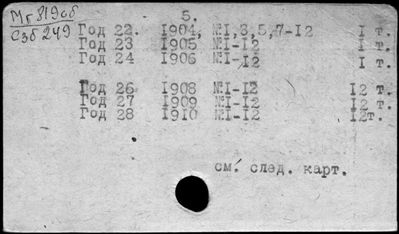 Мг 819об
Сзб 249
5.
Год 22. 1904, №1,3,5,7-12 1 т.
Год 23 1905 №1-12 1 т.
Год 24 1906 №1-12 1 т.
Год 26 1908 №1-12 12 т.
Год 27 1909 №1-12 12 т.
Год 28 1910 №1-12 12т.
см. след. карт.